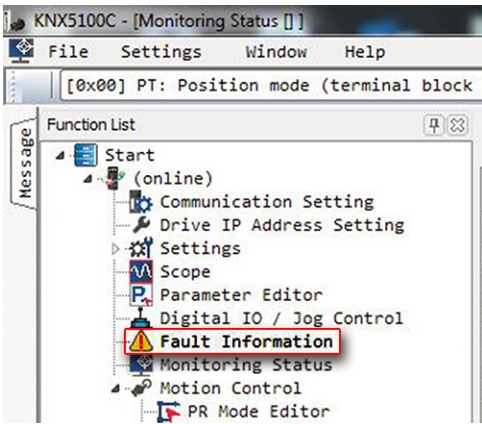 KNX5100C - [Monitoring Status [] ]
File Settings Window Help
[0x00] PT: Position mode (terminal block
Message
Function List
Start
(online)
Communication Setting
Drive IP Address Setting
Settings
Scope
Parameter Editor
Digital IO / Jog Control
Fault Information
Monitoring Status
Motion Control
PR Mode Editor